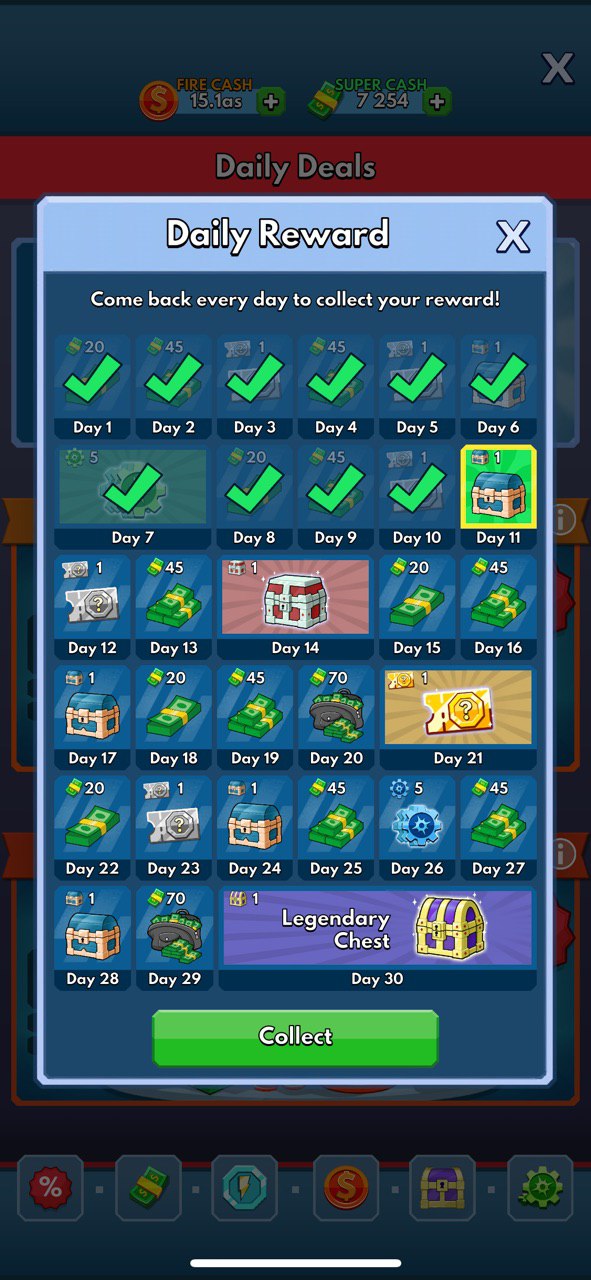 FIRE CASH
15.1as
SUPER CASH
7 254
X
Daily Deals
Daily Reward
X
Come back every day to collect your reward!
20 45 1 45 1 1
Day 1 Day 2 Day 3 Day 4 Day 5 Day 6
5 20 45 1 1
Day 7 Day 8 Day 9 Day 10 Day 11
1 45 1 20 45
? 
Day 12 Day 13 Day 14 Day 15 Day 16
1 20 45 70 1
?
Day 17 Day 18 Day 19 Day 20 Day 21
20 1 1 45 5 45
?
Day 22 Day 23 Day 24 Day 25 Day 26 Day 27
1 70 1
Legendary
Chest
Day 28 Day 29 Day 30
Collect
% $